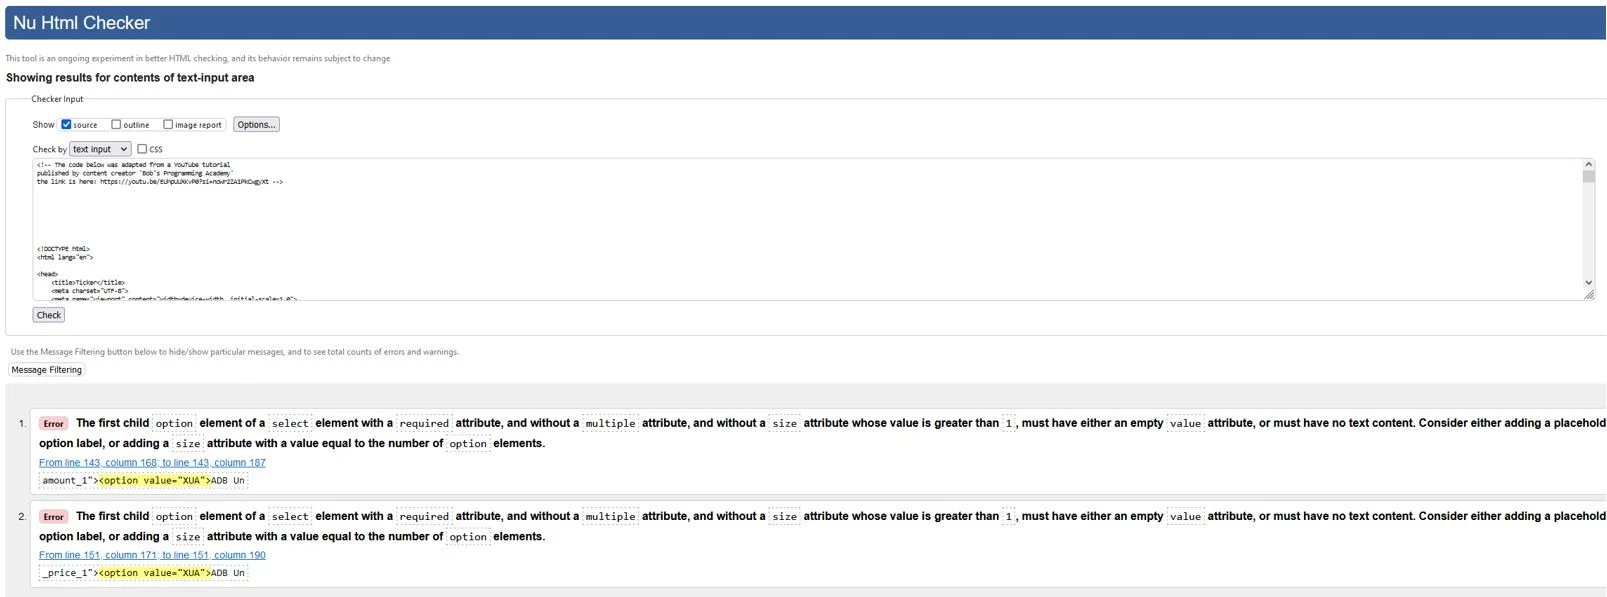 Nu Html Checker
This tool is an ongoing experiment in better HTML checking, and its behavior remains subject to change
Showing results for contents of text-input area
Checker Input
Show source outline image report Options...
Check by text input CSS
<!-- The code below was adapted from a YouTube tutorial
published by content creator 'Bob's Programming Academy'
the link is here: -->
<!DOCTYPE html>
<html lang="en">
<head>
<title>Ticker</title>
<meta charset="UTF-8">
<meta name="viewport" content="width=device-width, initial-scale=1.0">
Check
Use the Message Filtering button below to hide/show particular messages, and to see total counts of errors and warnings.
Message Filtering
1. Error The first child option element of a select element with a required attribute, and without a multiple attribute, and without a size attribute whose value is greater than 1, must have either an empty value attribute, or must have no text content. Consider either adding a placehold
option label, or adding a size attribute with a value equal to the number of option elements.
From line 143, column 168; to line 143, column 187
amount_1"><option value="XUA">ADB Un
2. Error The first child option element of a select element with a required attribute, and without a multiple attribute, and without a size attribute whose value is greater than 1, must have either an empty value attribute, or must have no text content. Consider either adding a placehold
option label, or adding a size attribute with a value equal to the number of option elements.
From line 151, column 171; to line 151, column 190
_price_1"><option value="XUA">ADB Un